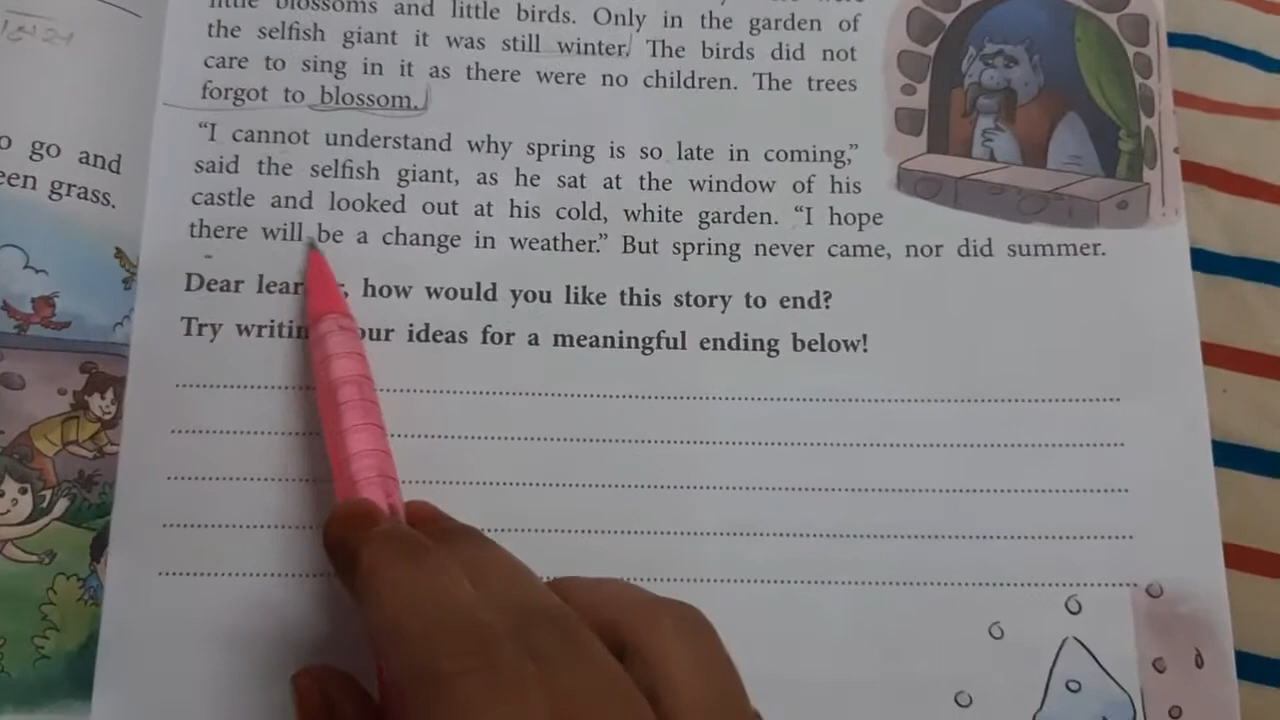 little blossoms and little birds. Only in the garden of
the selfish giant it was still winter. The birds did not
care to sing in it as there were no children. The trees
forgot to blossom.
“I cannot understand why spring is so late in coming,”
said the selfish giant, as he sat at the window of his
castle and looked out at his cold, white garden. “I hope
there will be a change in weather.” But spring never came, nor did summer.
Dear how would you like this story to end?
Try ideas for a meaningful ending below!
go and
grass.